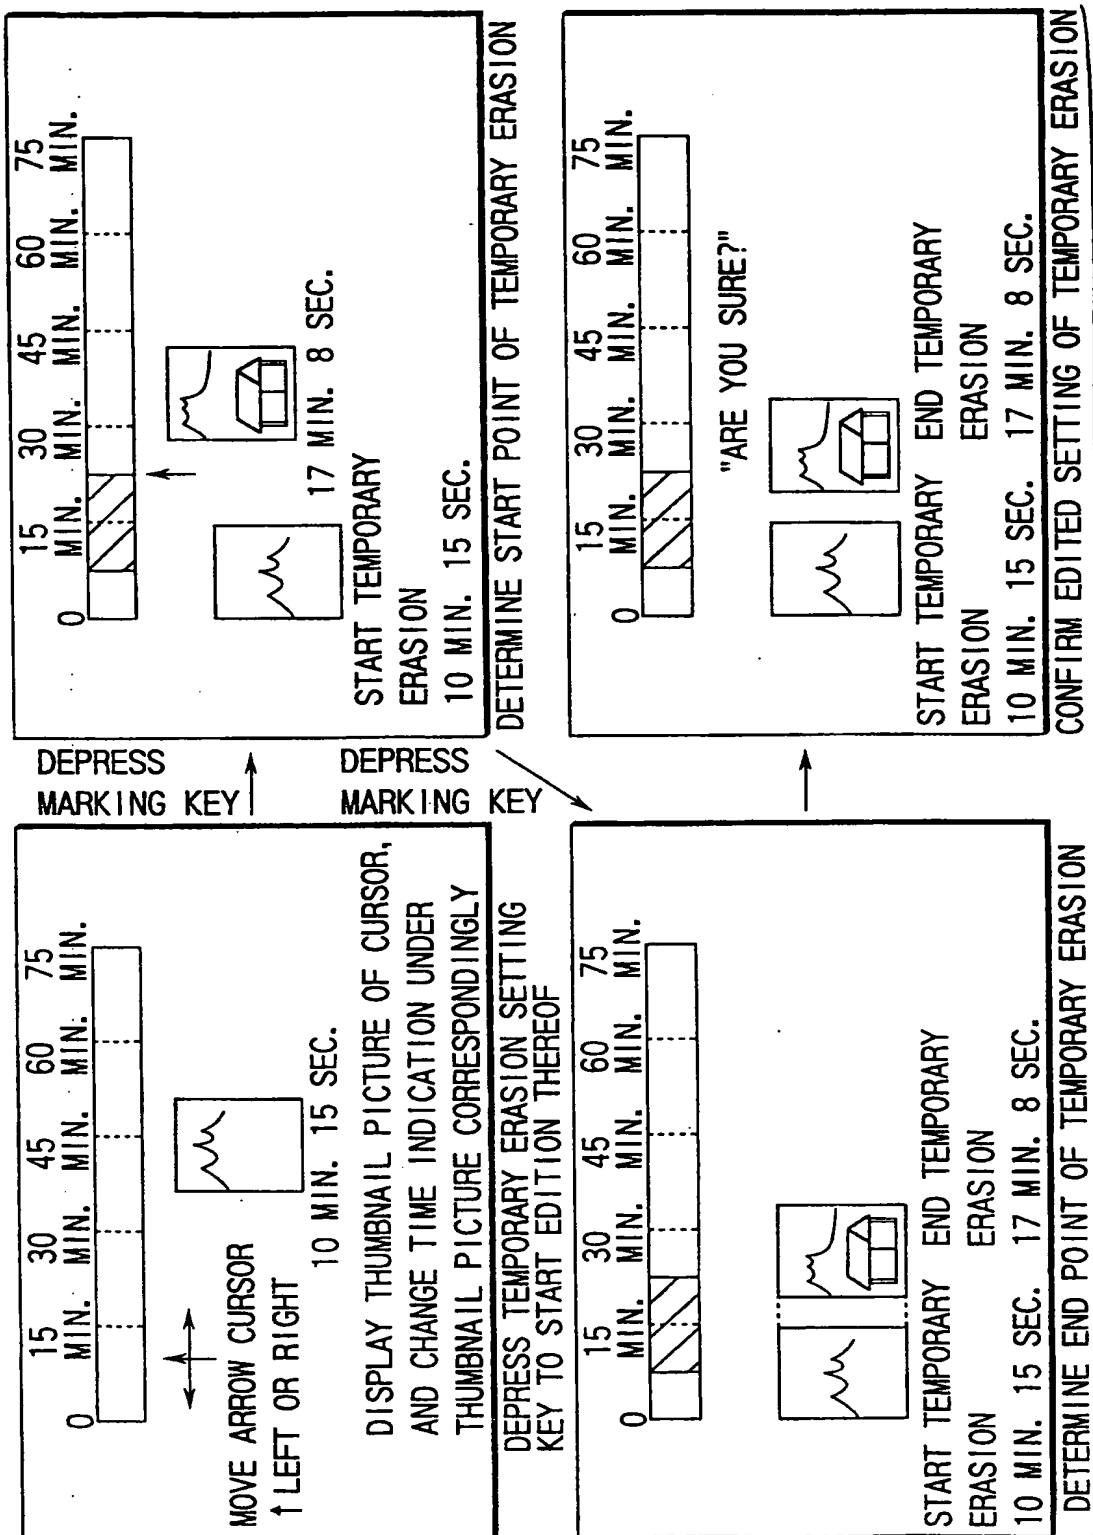 0
15
MIN.
30
MIN.
45
MIN.
60
MIN.
75
MIN.
MOVE ARROW CURSOR
↑LEFT OR RIGHT
10 MIN. 15 SEC.
DISPLAY THUMBNAIL PICTURE OF CURSOR,
AND CHANGE TIME INDICATION UNDER
THUMBNAIL PICTURE CORRESPONDINGLY
DEPRESS TEMPORARY ERASION SETTING
KEY TO START EDITION THEREOF
DEPRESS
MARKING KEY
0
15
MIN.
30
MIN.
45
MIN.
60
MIN.
75
MIN.
17 MIN. 8 SEC.
START TEMPORARY
ERASION
10 MIN. 15 SEC.
DETERMINE START POINT OF TEMPORARY ERASION
DEPRESS
MARKING KEY
0
15
MIN.
30
MIN.
45
MIN.
60
MIN.
75
MIN.
START TEMPORARY END TEMPORARY
ERASION ERASION
10 MIN. 15 SEC. 17 MIN. 8 SEC.
DETERMINE END POINT OF TEMPORARY ERASION
0
15
MIN.
30
MIN.
45
MIN.
60
MIN.
75
MIN.
"ARE YOU SURE?"
START TEMPORARY END TEMPORARY
ERASION ERASION
10 MIN. 15 SEC. 17 MIN. 8 SEC.
CONFIRM EDITED SETTING OF TEMPORARY ERASION